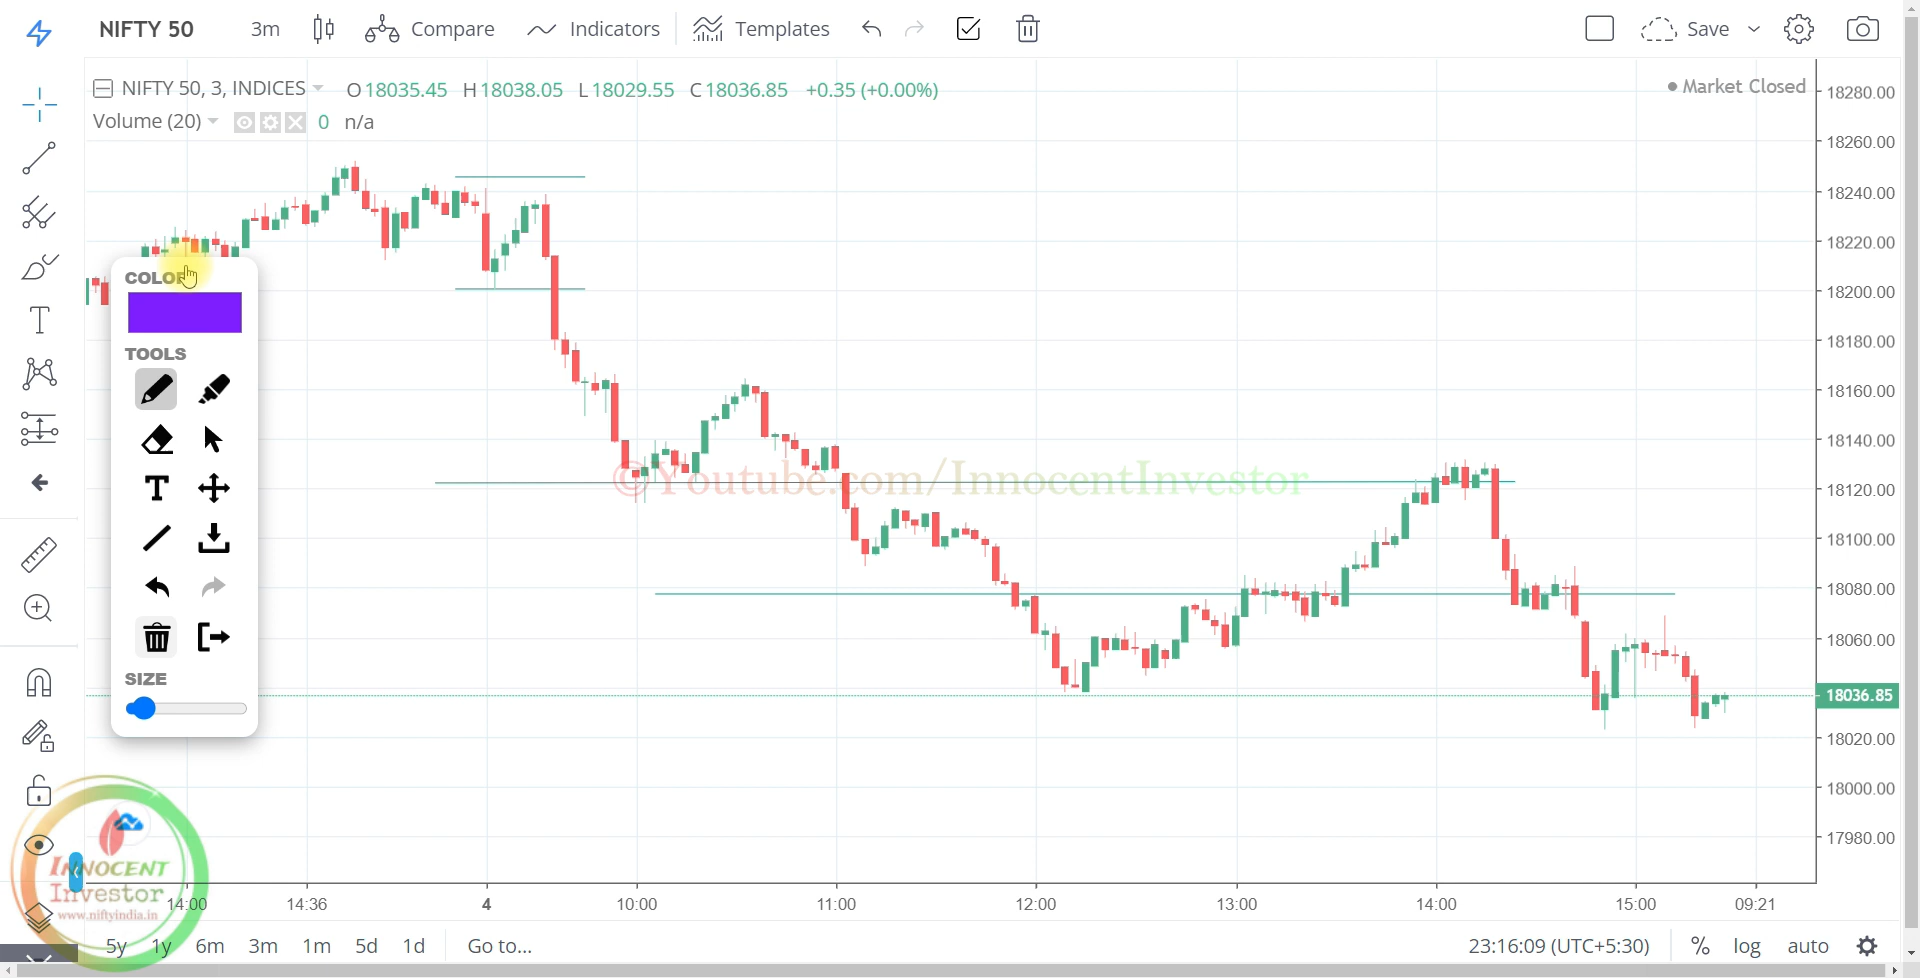 NIFTY 50 3m Compare Indicators Templates Save
NIFTY 50, 3, INDICES O18035.45 H18038.05 L18029.55 C18036.85 +0.35 (+0.00%)
Market Closed
Volume (20) 0 n/a
18280.00
18260.00
18240.00
18220.00
18200.00
18180.00
18160.00
18140.00
18120.00
18100.00
18080.00
18060.00
18036.85
18020.00
18000.00
17980.00
COLOR
TOOLS
T
SIZE
©Youtube.com/InnocentInvestor
INNOCENT
Investor
www.niftyindia.in
14:00 14:36 4 10:00 11:00 12:00 13:00 14:00 15:00 09:21
5y 1y 6m 3m 1m 5d 1d Go to... 23:16:09 (UTC+5:30) % log auto